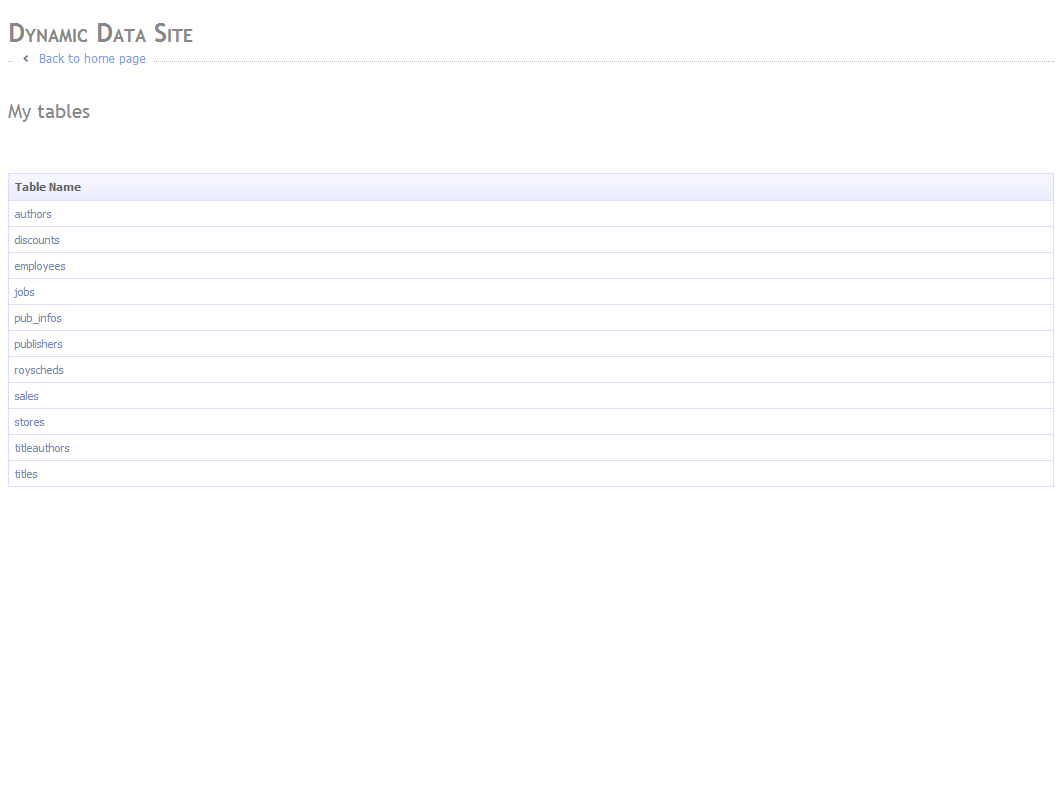 Dynamic Data Site
< Back to home page
My tables
Table Name
authors
discounts
employees
jobs
pub_infos
publishers
royscheds
sales
stores
titleauthors
titles